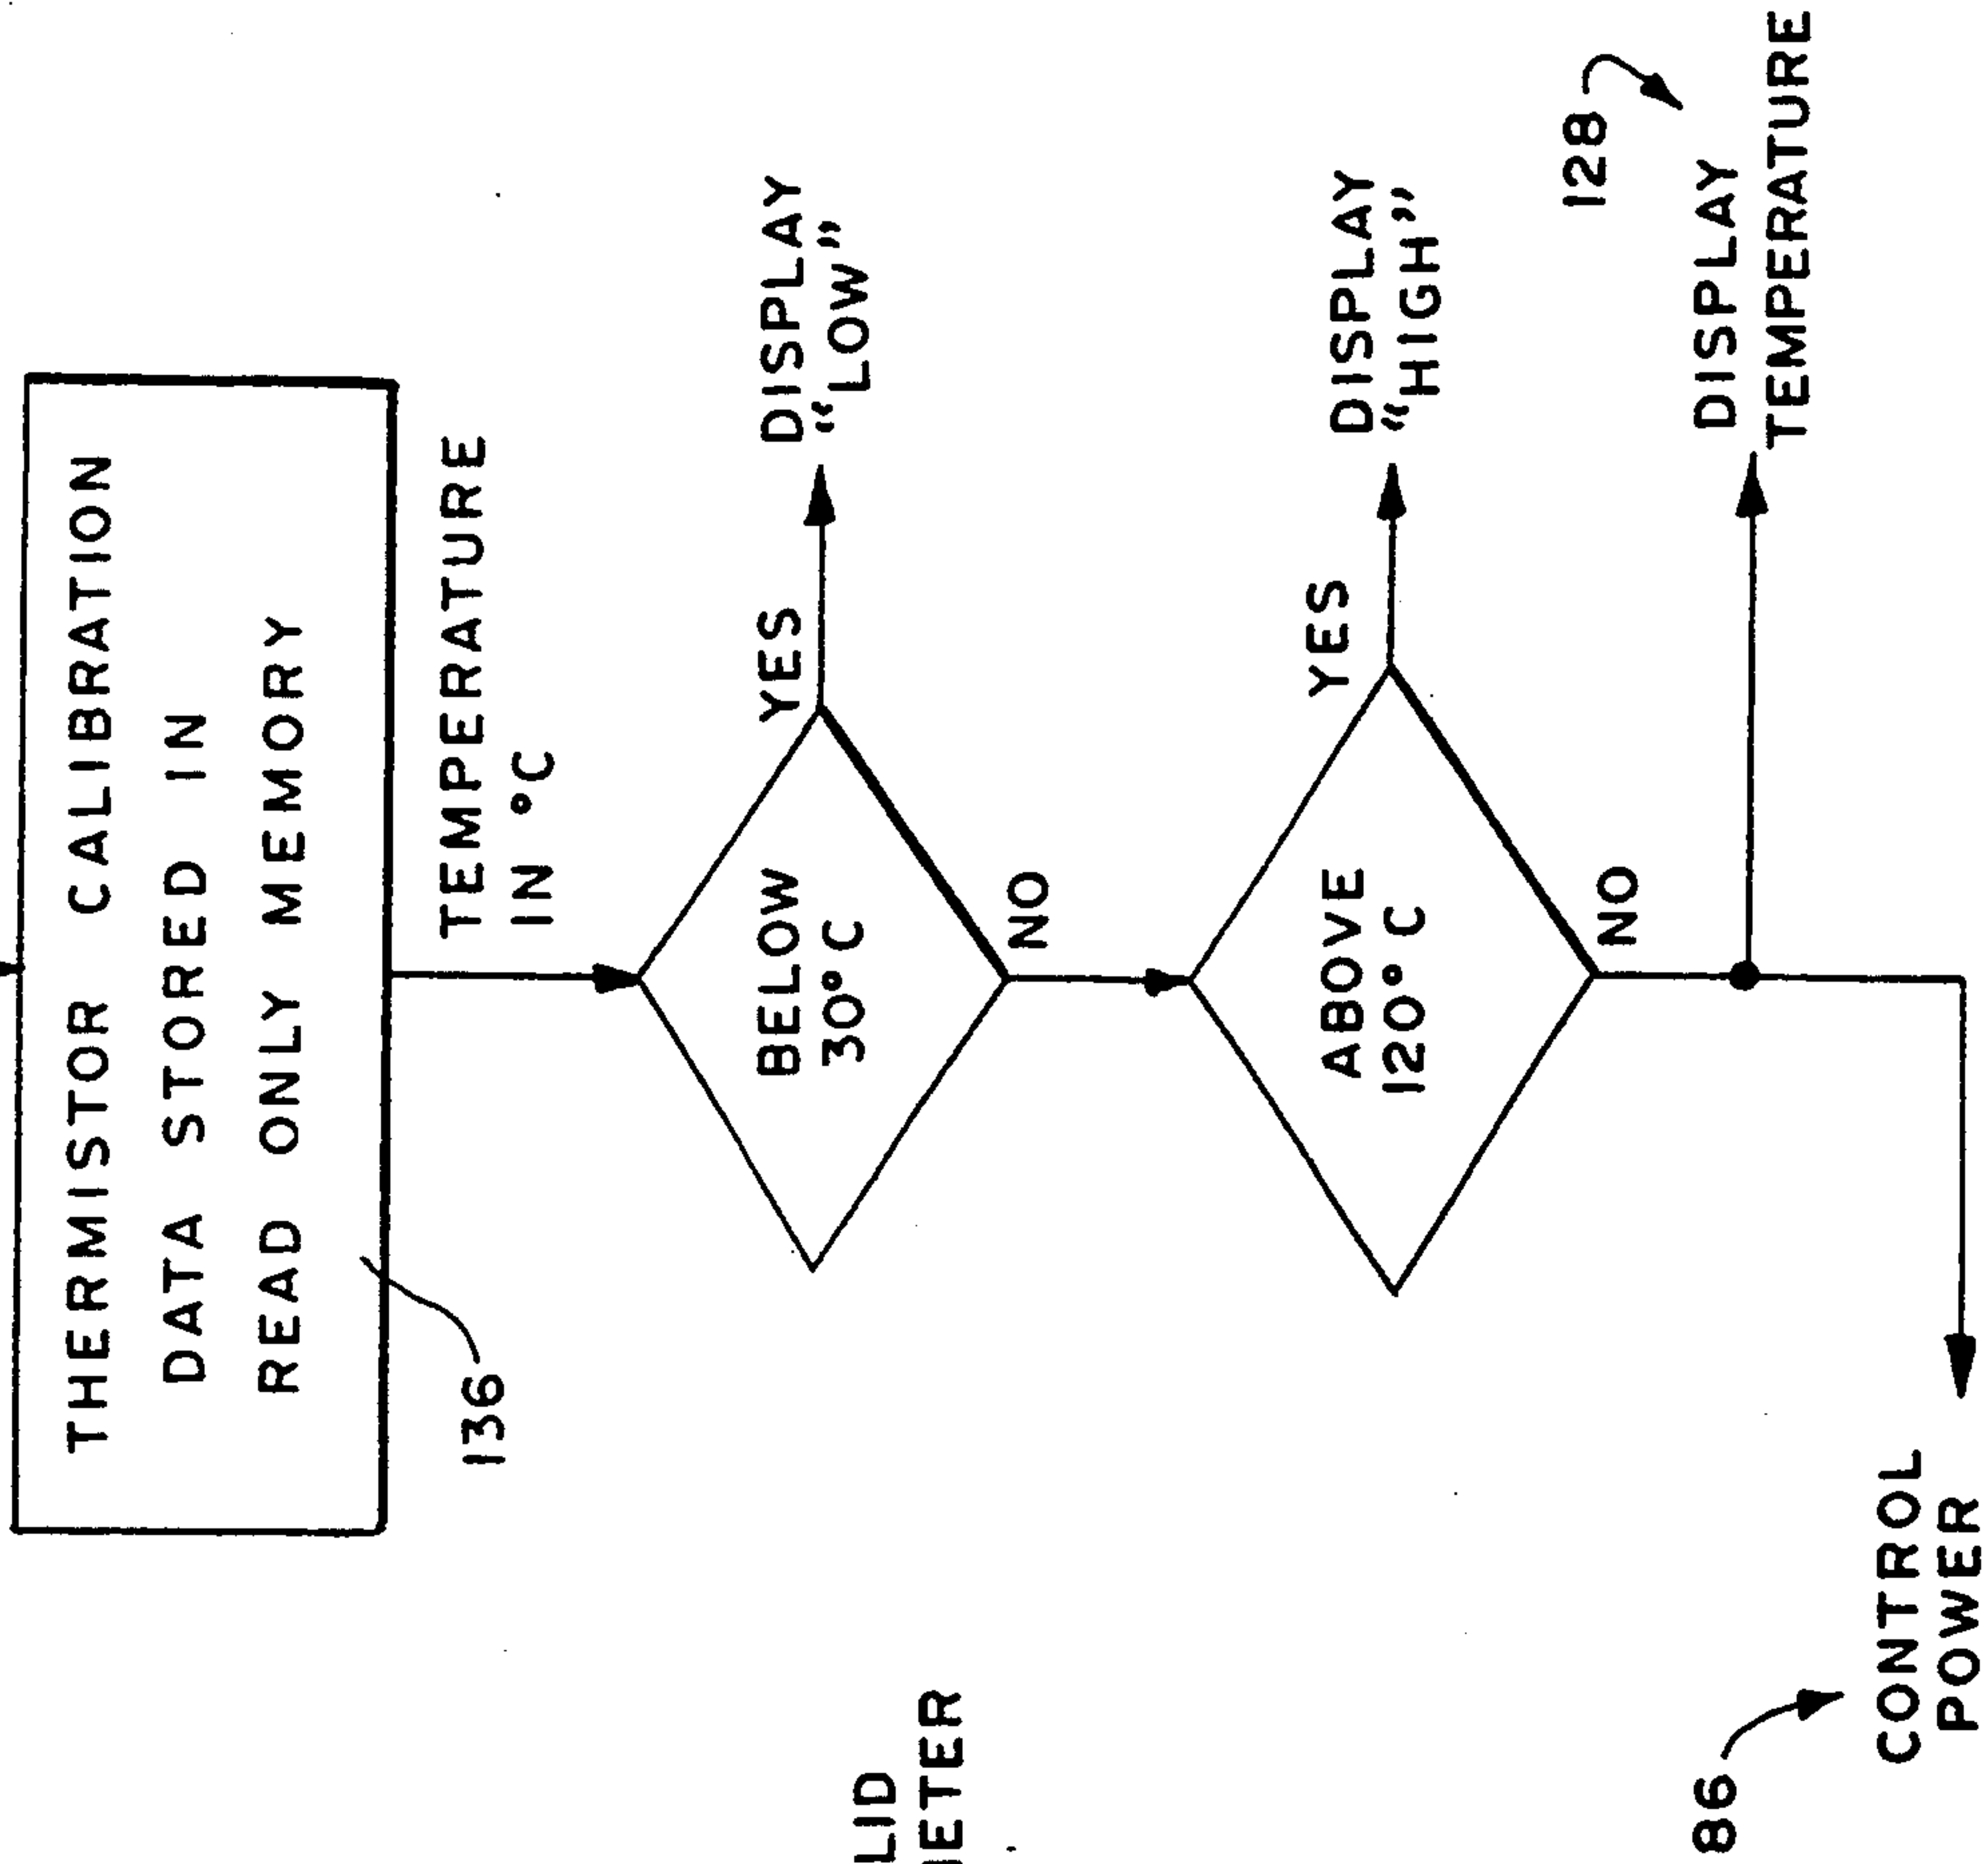 THERMISTOR CALIBRATION
DATA STORED IN
READ ONLY MEMORY
136
TEMPERATURE
IN °C
BELOW
30°C
YES
DISPLAY
“LOW”
NO
ABOVE
120°C
YES
DISPLAY
“HIGH”
NO
128
DISPLAY
TEMPERATURE
86
CONTROL
POWER